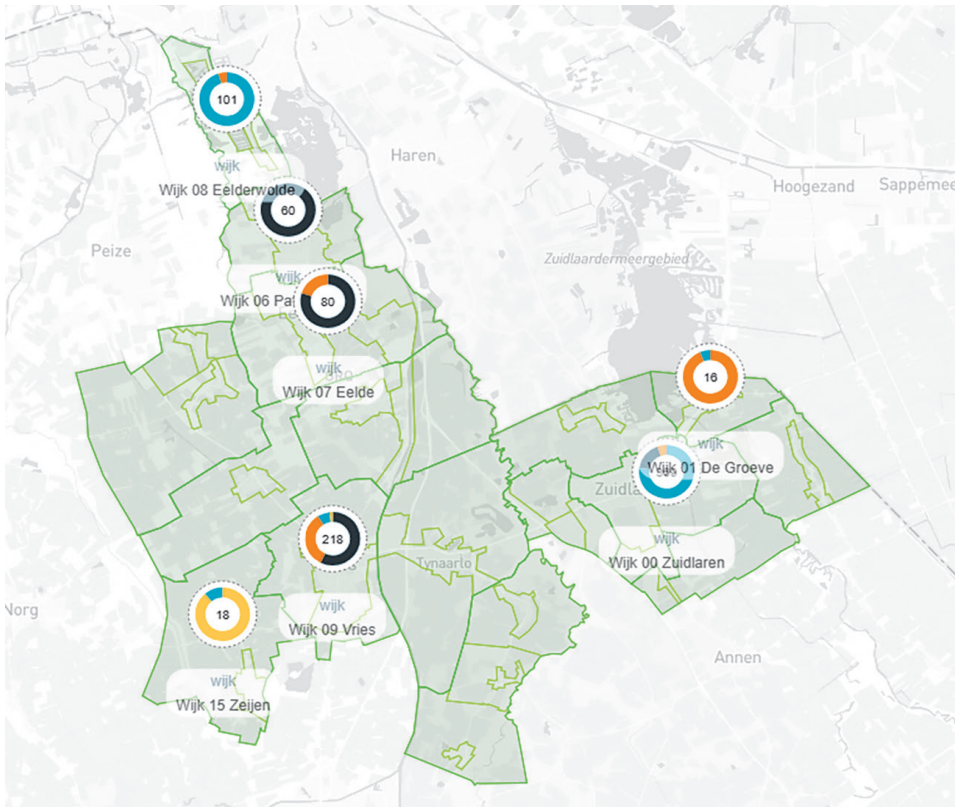 101
wijk
Wijk 08 Eelderwolde
Haren
Hoogezand
Sappemee
60
Peize
Zuidlaardermeergebied
wijk
Wijk 06
80
16
wijk
Wijk 07 Eelde
wijk
Wijk 01 De Groeve
218
wijk
Wijk 00 Zuidlaren
Tynaarlo
18
wijk
Wijk 09 Vries
Norg
Annen
wijk
Wijk 15 Zeijen